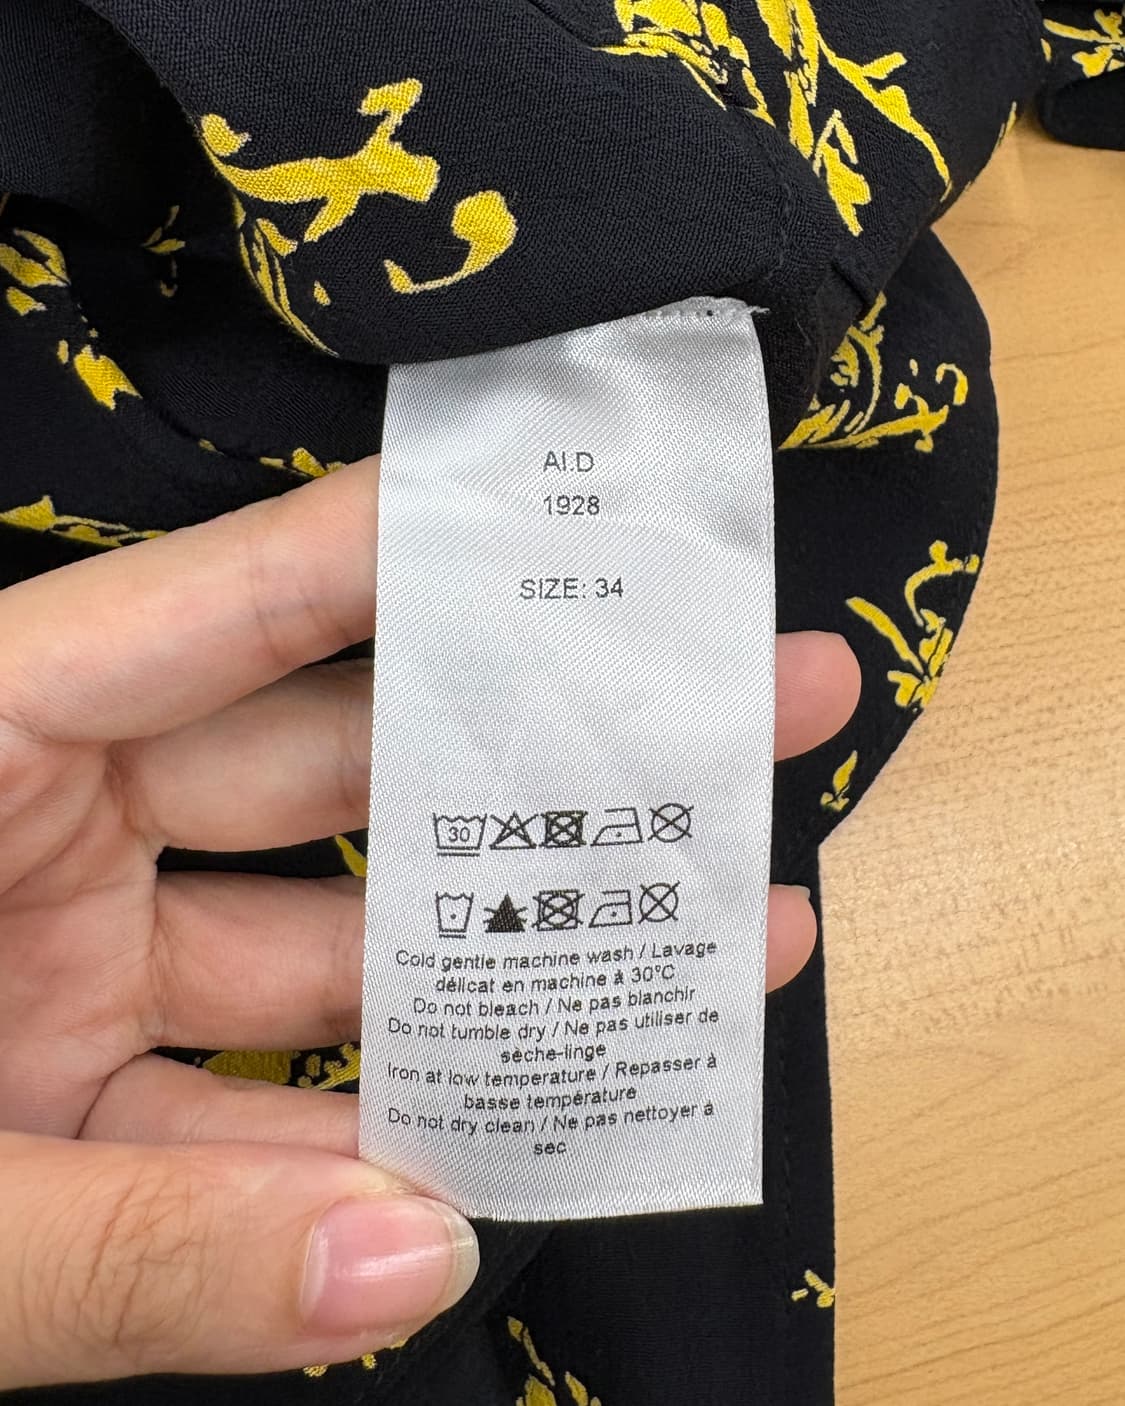 AI.D
1928
SIZE: 34
30
Cold gentle machine wash / Lavage
délicat en machine à 30°C
Do not bleach / Ne pas blanchir
Do not tumble dry / Ne pas utiliser de
sèche-linge
Iron at low temperature / Repasser à
basse température
Do not dry clean / Ne pas nettoyer à
sec